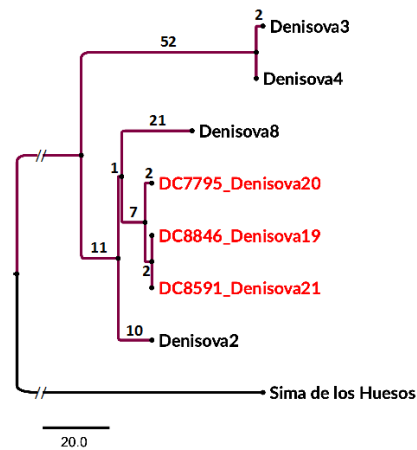 2
Denisova3
52
Denisova4
21
Denisova8
1
2
DC7795_Denisova20
7
DC8846_Denisova19
11
2
DC8591_Denisova21
10
Denisova2
//
//
Sima de los Huesos
20.0